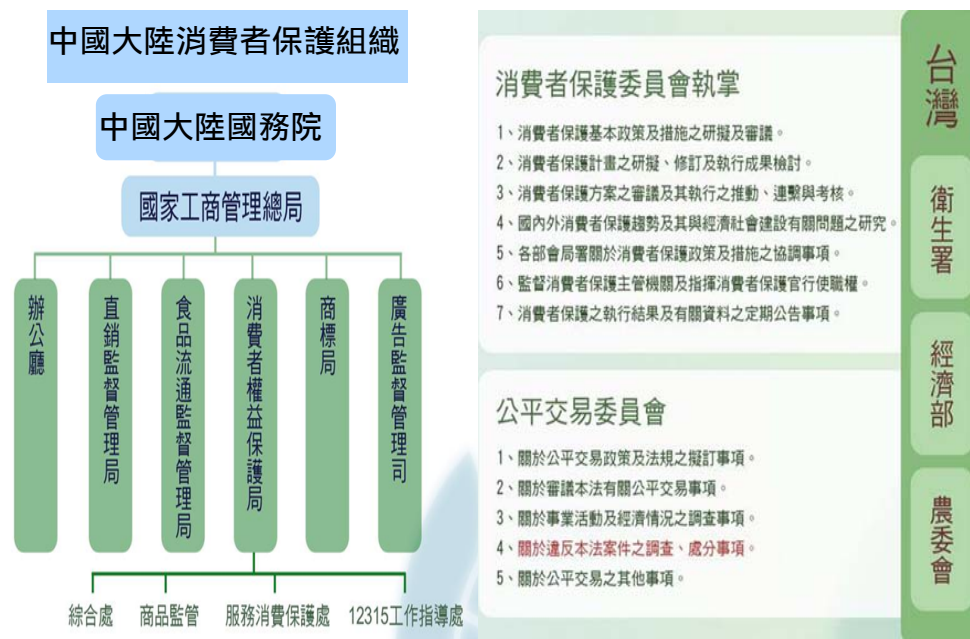 中國大陸消費者保護組織
中國大陸國務院
國家工商管理總局
辦公廳
直銷監督管理局
食品流通監督管理局
消費者權益保護局
商標局
廣告監督管理司
綜合處
商品監管
服務消費保護處
12315工作指導處
消費者保護委員會執掌
1、消費者保護基本政策及措施之研擬及審議。
2、消費者保護計畫之研擬、修訂及執行成果檢討。
3、消費者保護方案之審議及其執行之推動、連繫與考核。
4、國內外消費者保護趨勢及其與經濟社會建設有關問題之研究。
5、各部會局署關於消費者保護政策及措施之協調事項。
6、監督消費者保護主管機關及指揮消費者保護官行使職權。
7、消費者保護之執行結果及有關資料之定期公告事項。
公平交易委員會
1、關於公平交易政策及法規之擬訂事項。
2、關於審議本法有關公平交易事項。
3、關於事業活動及經濟情況之調查事項。
4、關於違反本法案件之調查、處分事項。
5、關於公平交易之其他事項。
台灣
衛生署
經濟部
農委會